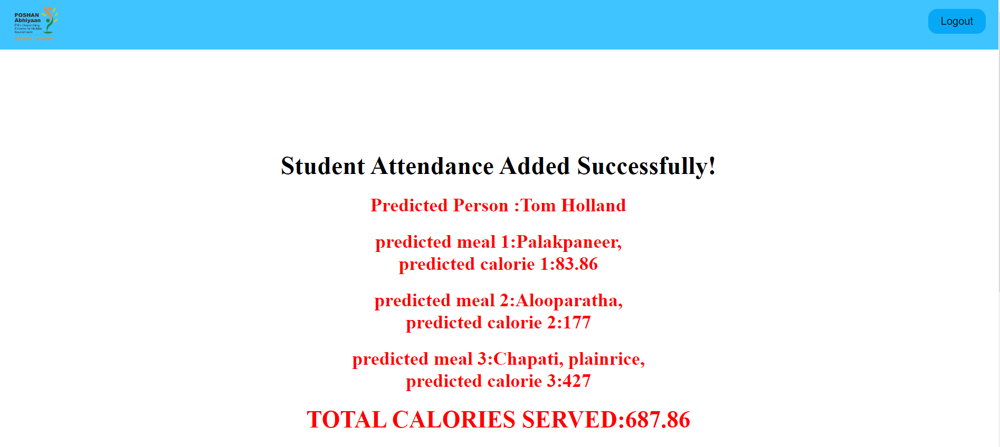 POSHAN
Abhiyaan
PM's Overarching
Scheme for Holistic
Nourishment
Logout
Student Attendance Added Successfully!
Predicted Person :Tom Holland
predicted meal 1:Palakpaneer,
predicted calorie 1:83.86
predicted meal 2:Alooparatha,
predicted calorie 2:177
predicted meal 3:Chapati, plainrice,
predicted calorie 3:427
TOTAL CALORIES SERVED:687.86